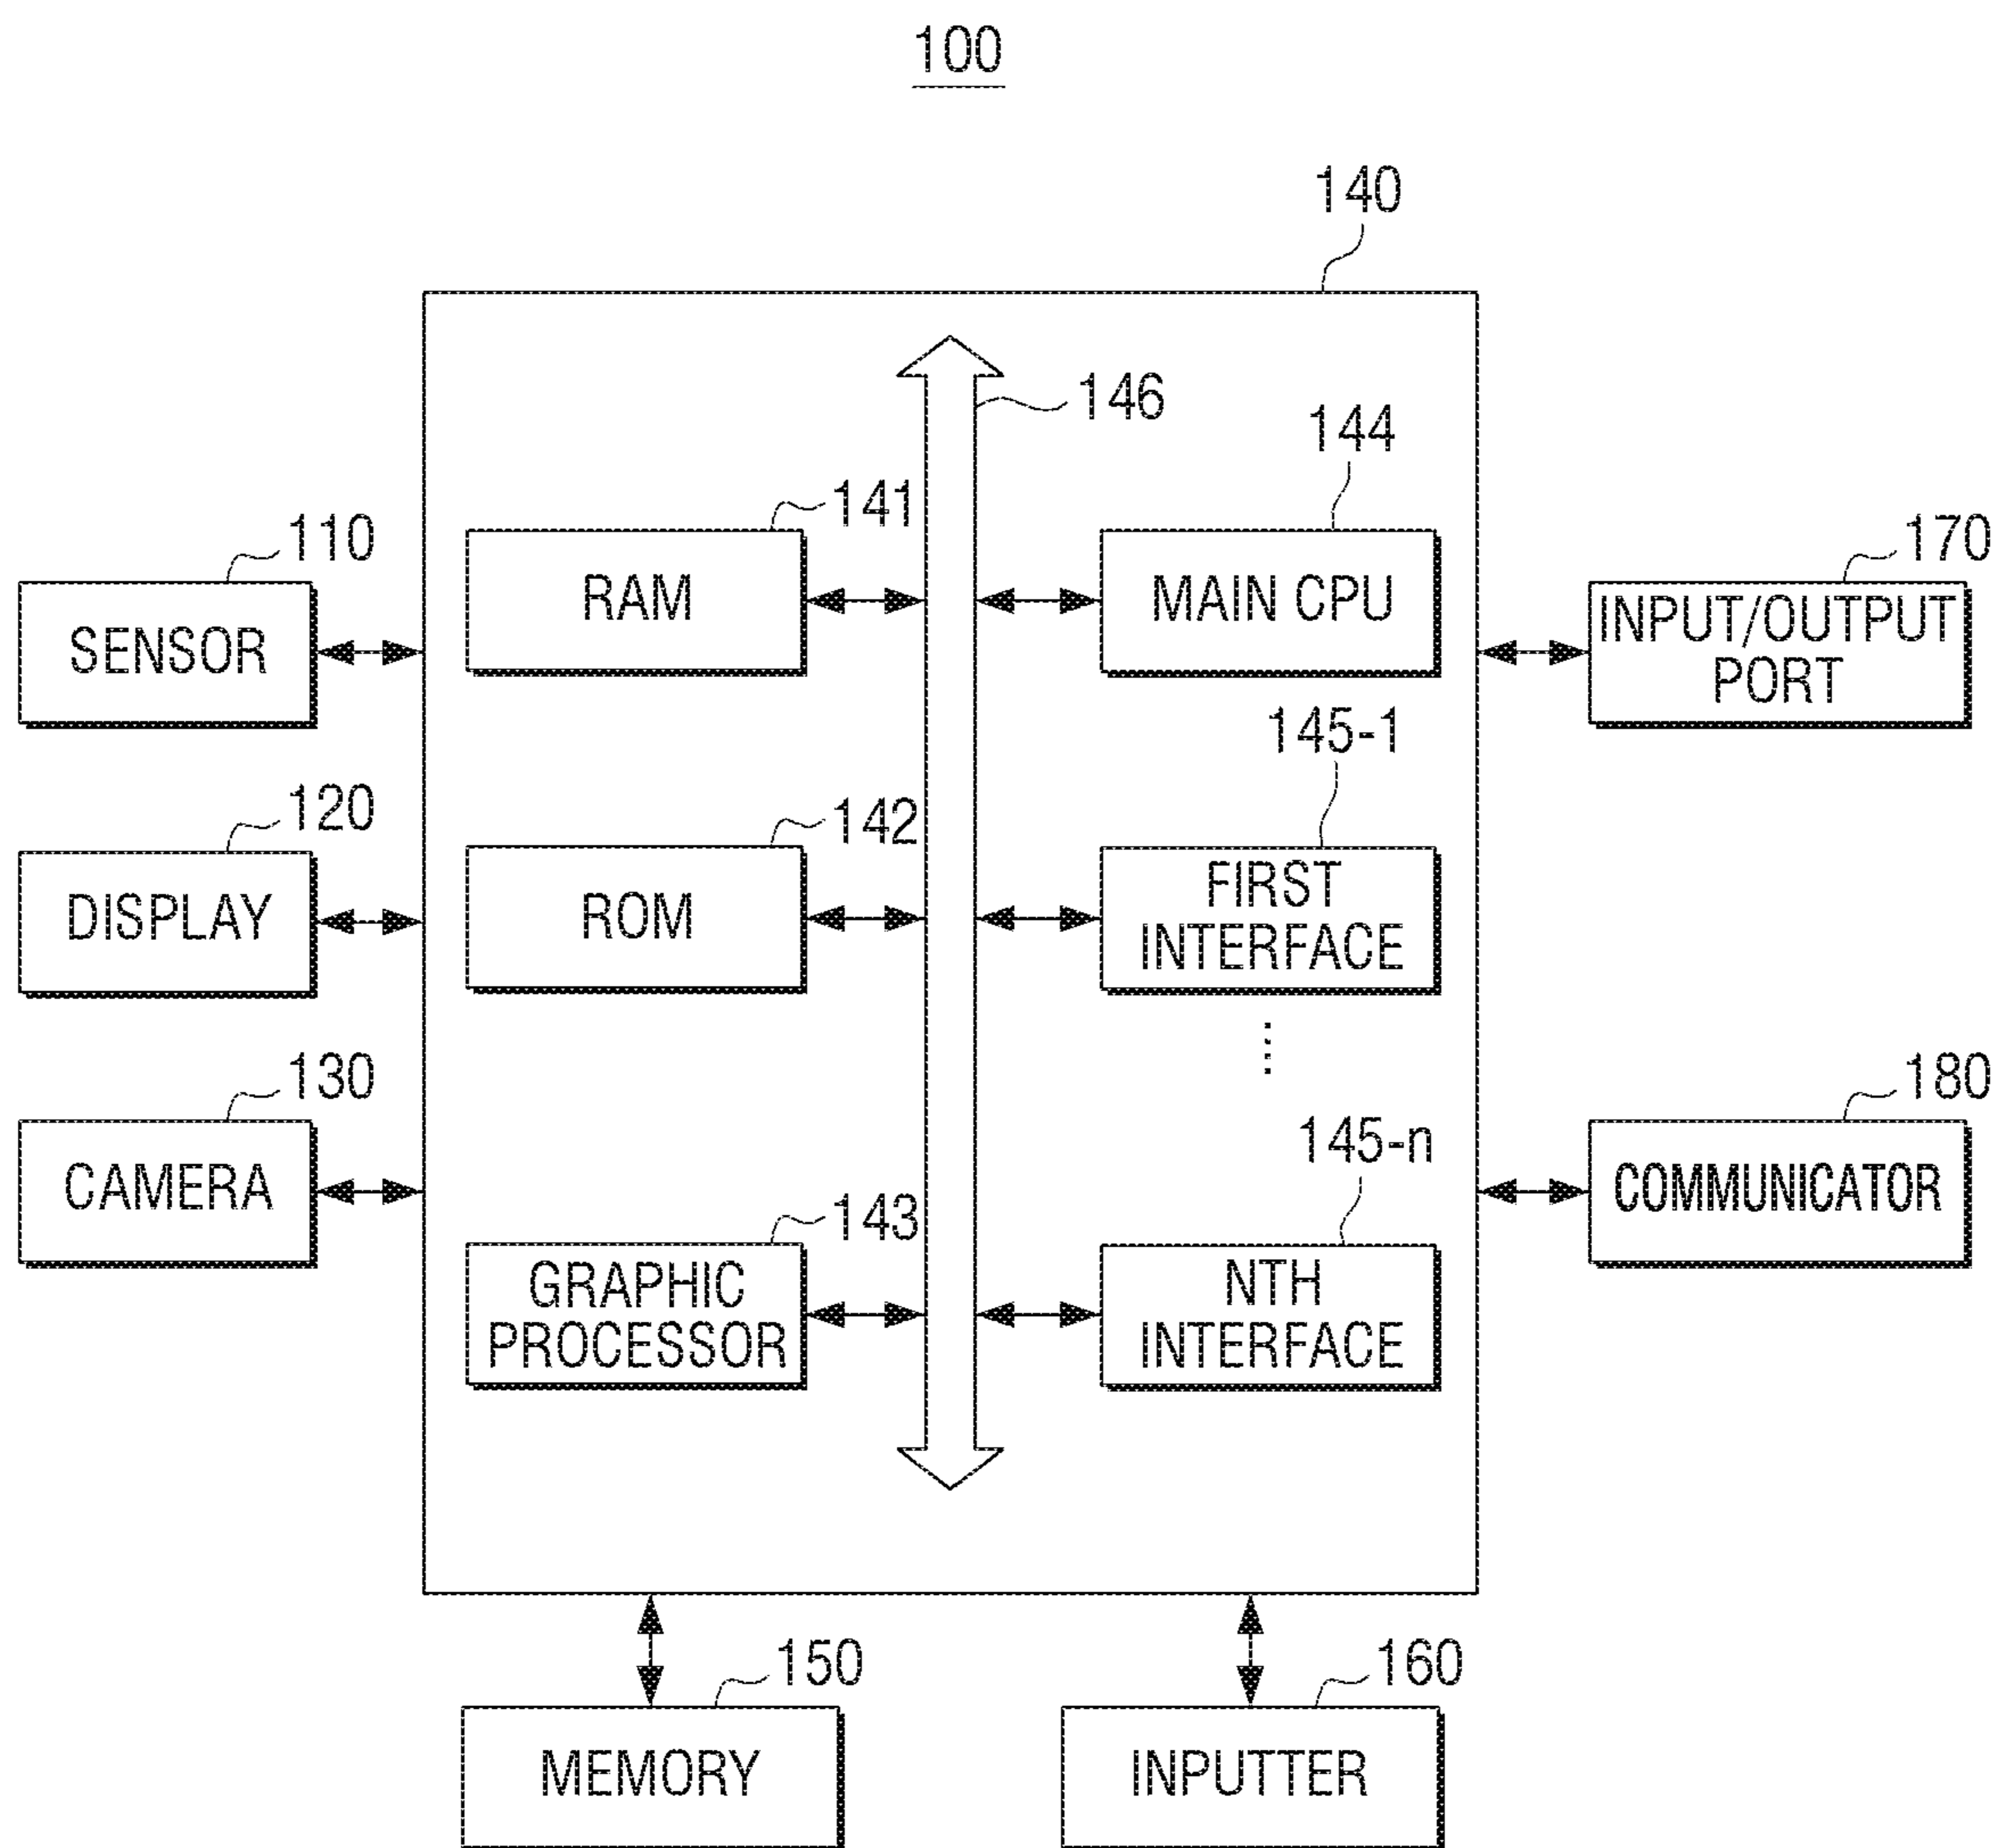 100
140
146
144
141
RAM
MAIN CPU
110
SENSOR
170
INPUT/OUTPUT
PORT
145-1
120
DISPLAY
142
ROM
FIRST
INTERFACE
130
CAMERA
180
COMMUNICATOR
145-n
143
GRAPHIC
PROCESSOR
NTH
INTERFACE
150
MEMORY
160
INPUTTER